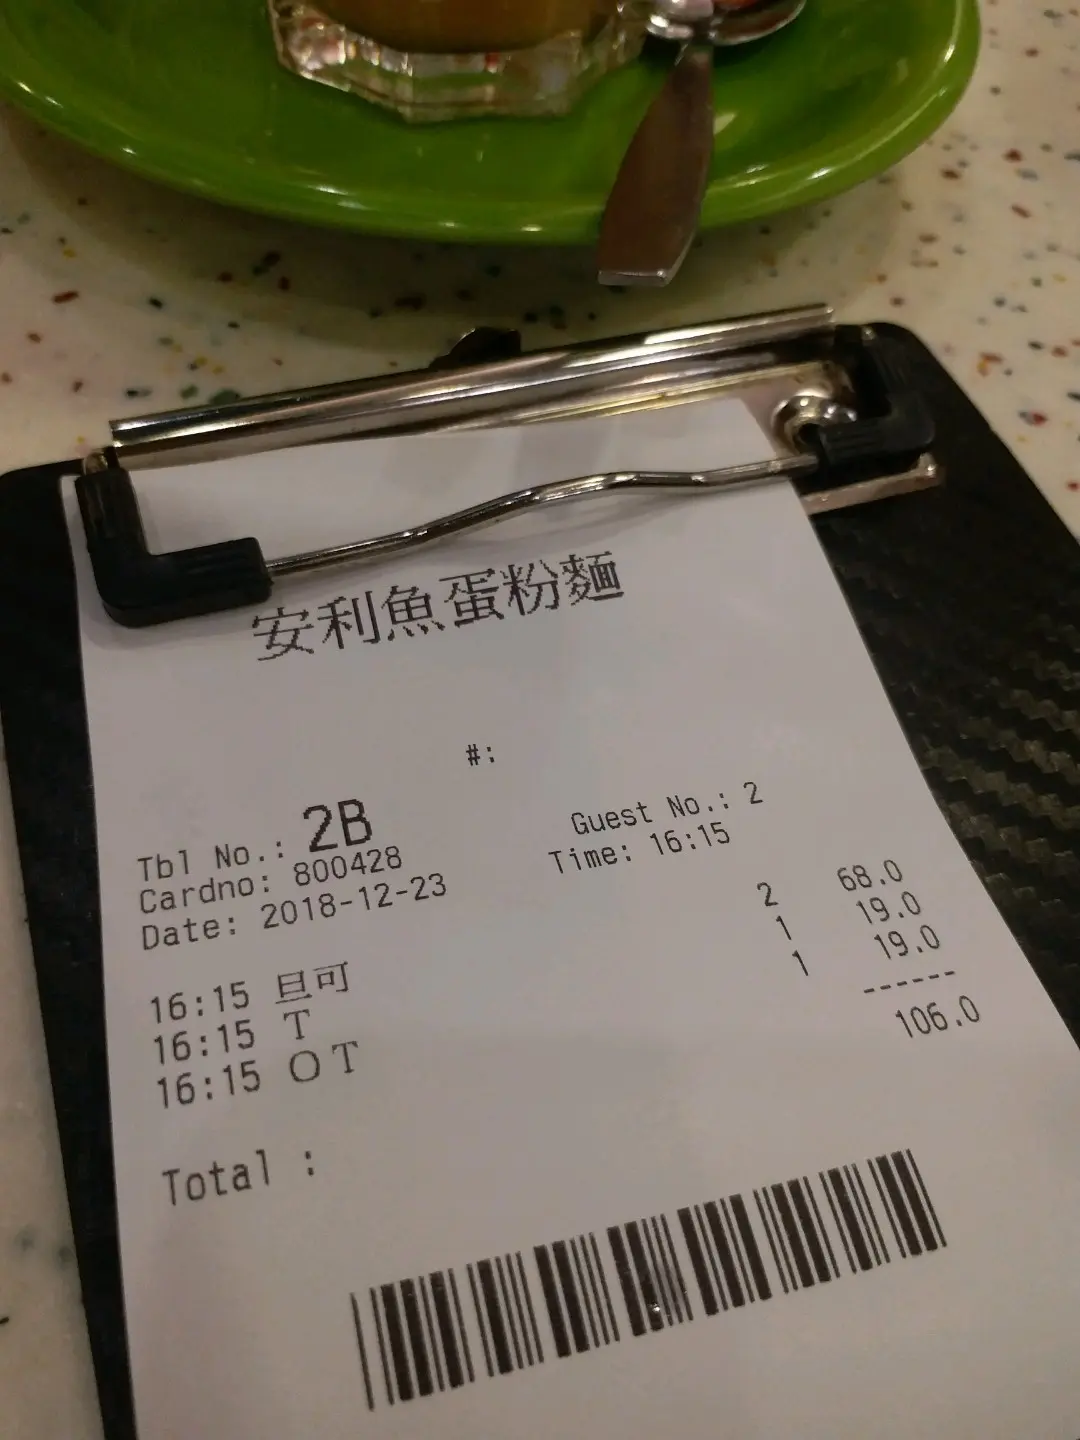 安利魚蛋粉麵
#:
Tbl No.: 2B Guest No.: 2
Cardno: 800428 Time: 16:15
Date: 2018-12-23
16:15 旦可 2 68.0
16:15 T 1 19.0
16:15 OT 1 19.0
------
Total : 106.0